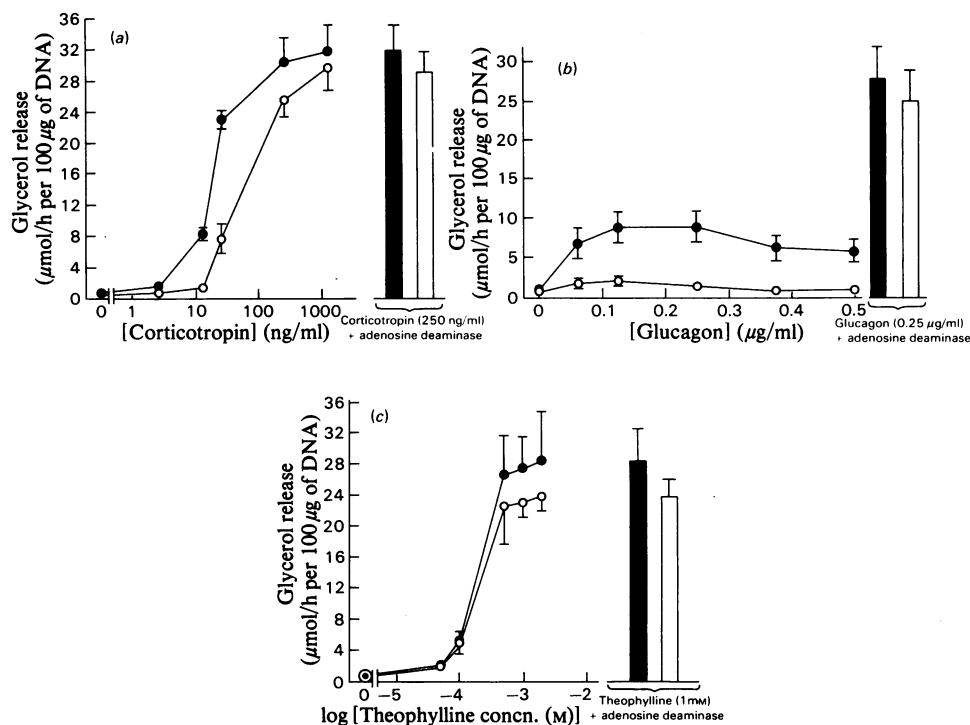 (a)
Glycerol release
(μmol/h per 100 μg of DNA)
36
32
28
24
20
16
12
8
4
0
0 1 10 100 1000
[Corticotropin] (ng/ml)
Corticotropin (250 ng/ml)
+ adenosine deaminase
(b)
Glycerol release
(μmol/h per 100 μg of DNA)
30
25
20
15
10
5
0
0 0.1 0.2 0.3 0.4 0.5
[Glucagon] (μg/ml)
Glucagon (0.25 μg/ml)
+ adenosine deaminase
(c)
Glycerol release
(μmol/h per 100 μg of DNA)
36
32
28
24
20
16
12
8
4
0
0 −5 −4 −3 −2
log [Theophylline concn. (M)]
Theophylline (1mM)
+ adenosine deaminase